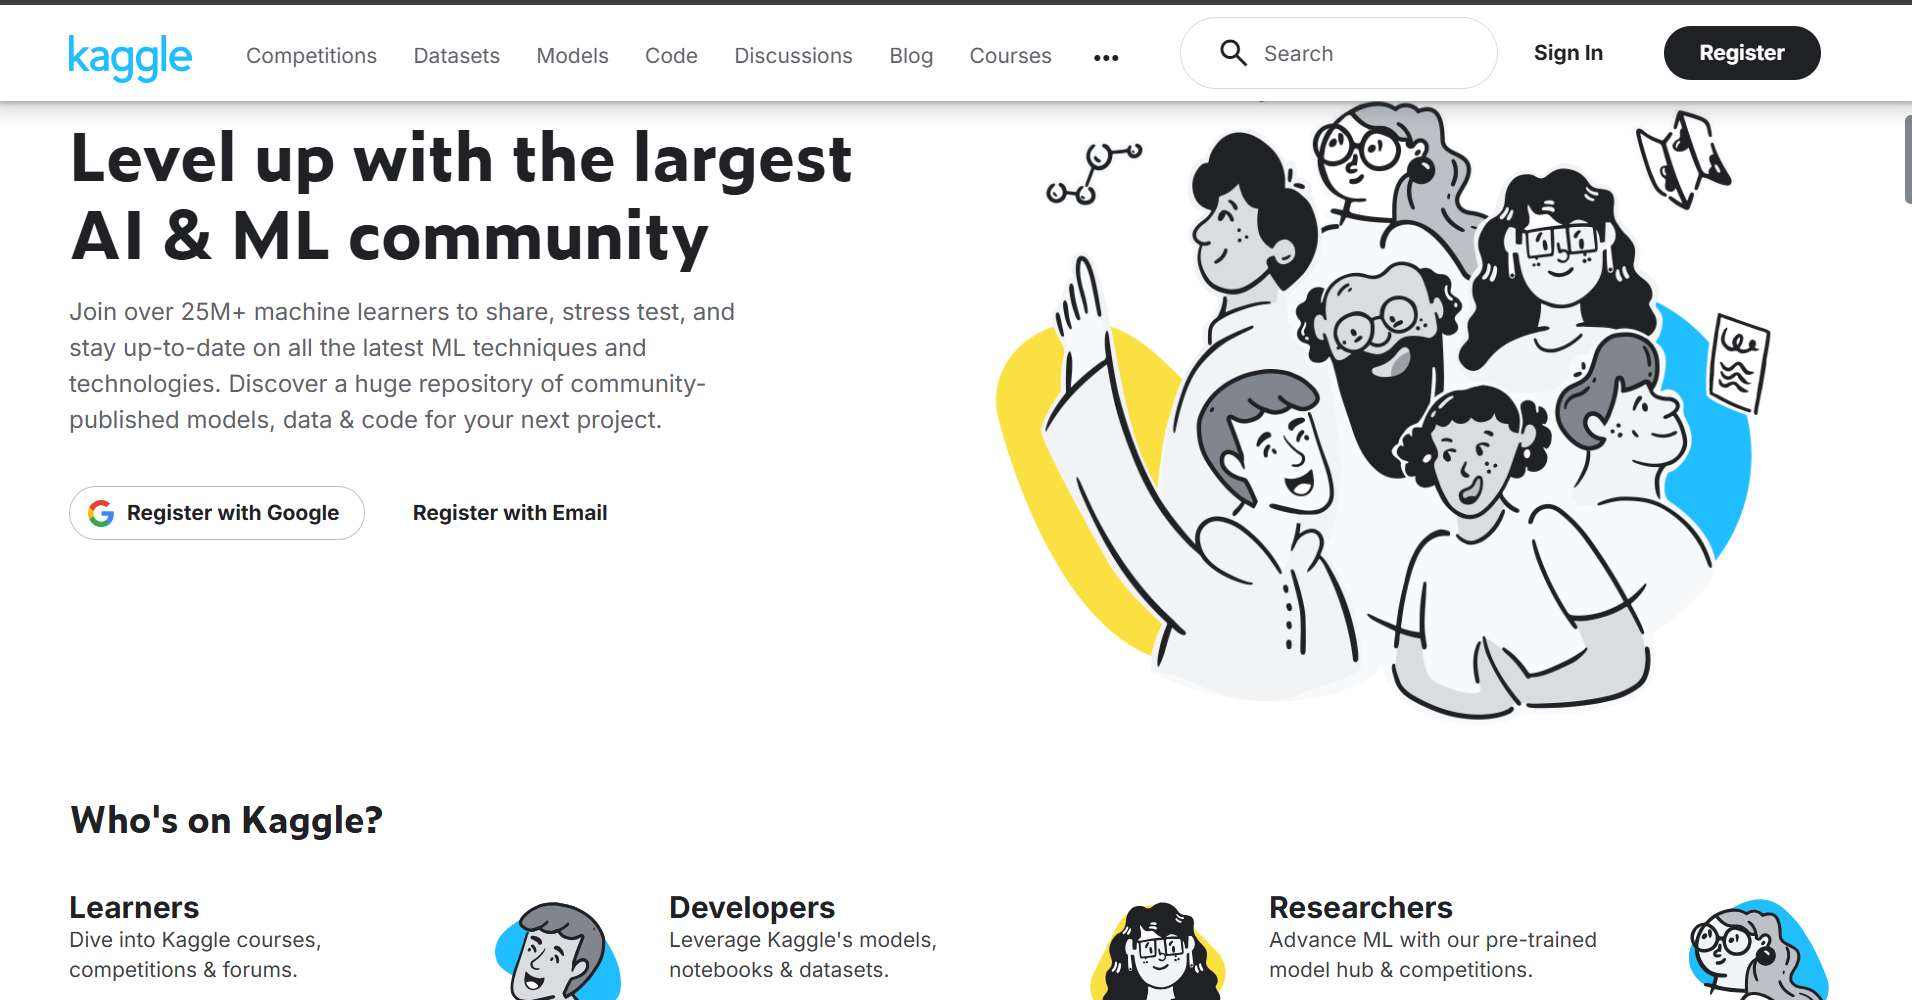 kaggle
Competitions
Datasets
Models
Code
Discussions
Blog
Courses
•••
Search
Sign In
Register
Level up with the largest
AI & ML community
Join over 25M+ machine learners to share, stress test, and
stay up-to-date on all the latest ML techniques and
technologies. Discover a huge repository of community-
published models, data & code for your next project.
Register with Google
Register with Email
Who's on Kaggle?
Learners
Dive into Kaggle courses,
competitions & forums.
Developers
Leverage Kaggle's models,
notebooks & datasets.
Researchers
Advance ML with our pre-trained
model hub & competitions.